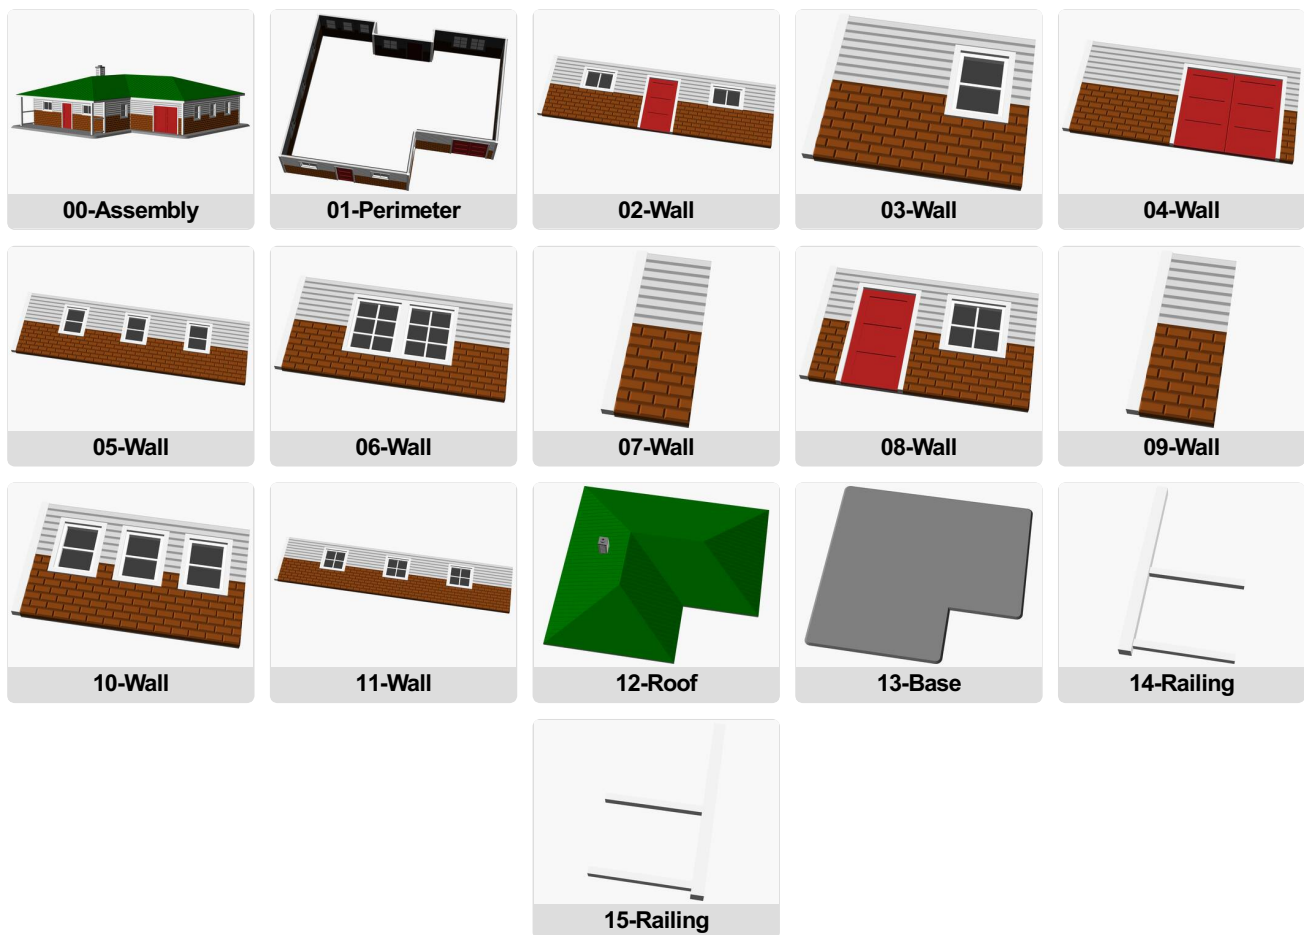 00-Assembly
01-Perimeter
02-Wall
03-Wall
04-Wall
05-Wall
06-Wall
07-Wall
08-Wall
09-Wall
10-Wall
11-Wall
12-Roof
13-Base
14-Railing
15-Railing